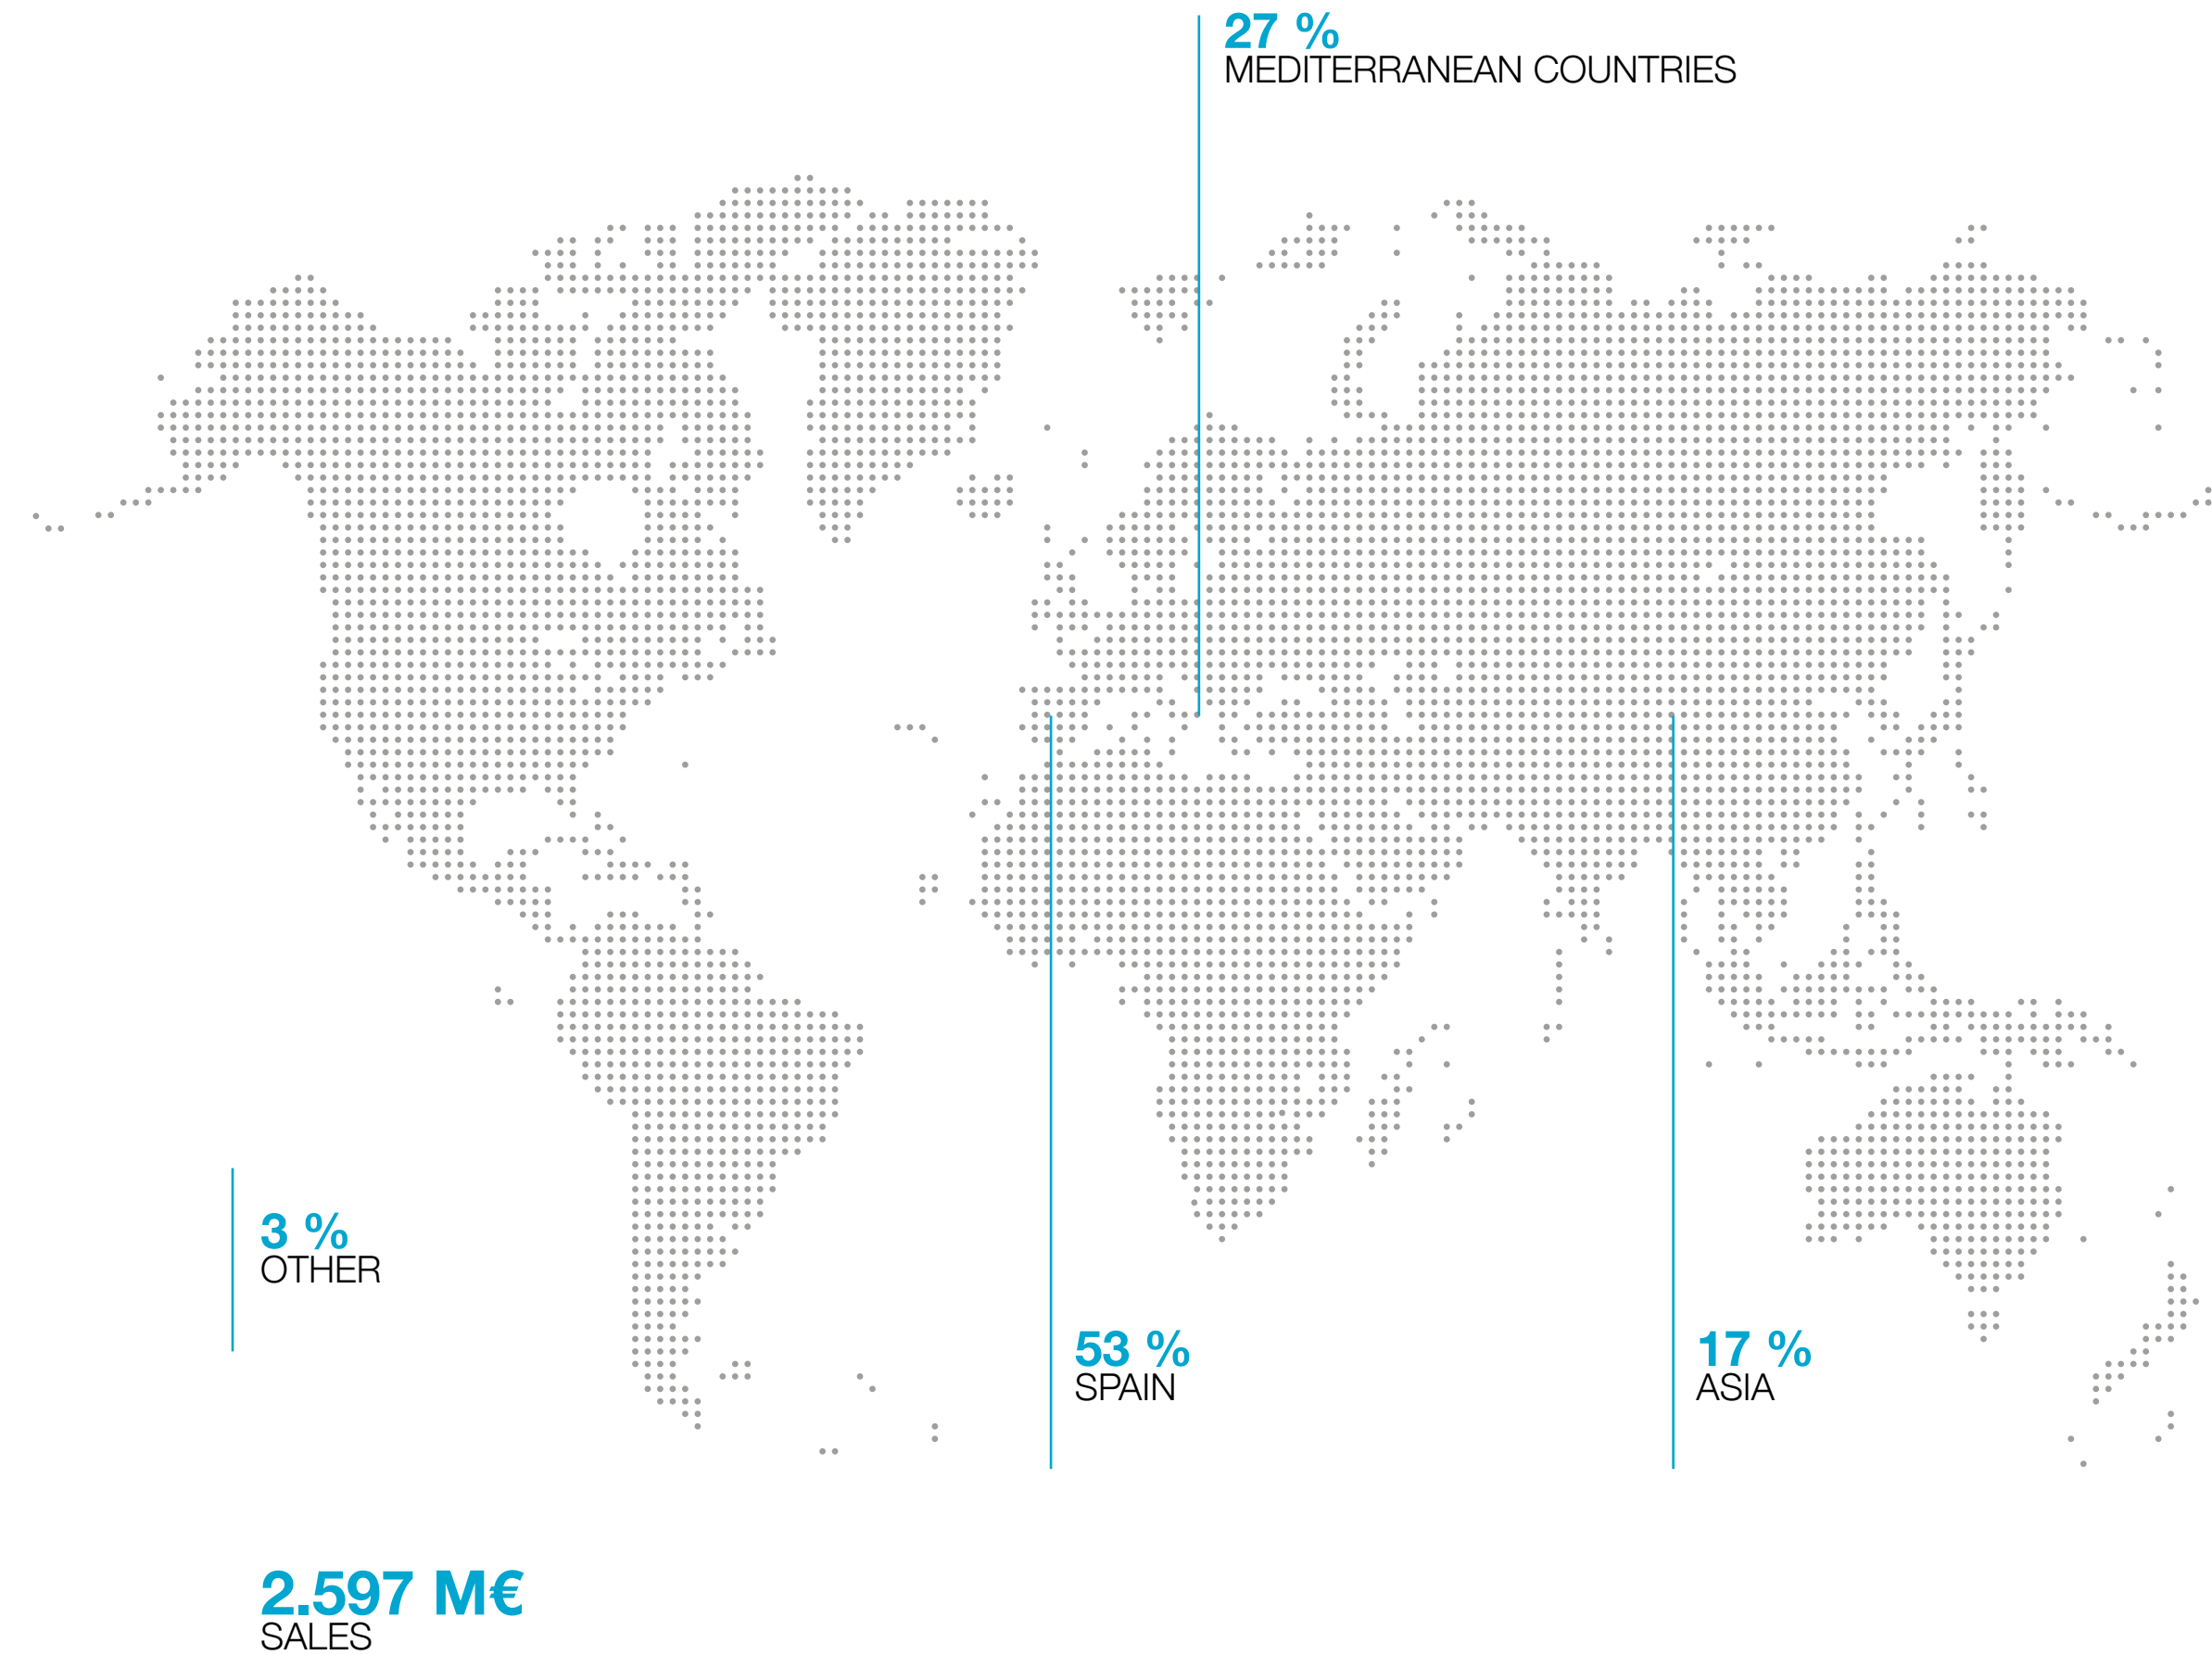 27 %
MEDITERRANEAN COUNTRIES
3 %
OTHER
53 %
SPAIN
17 %
ASIA
2.597 M€
SALES